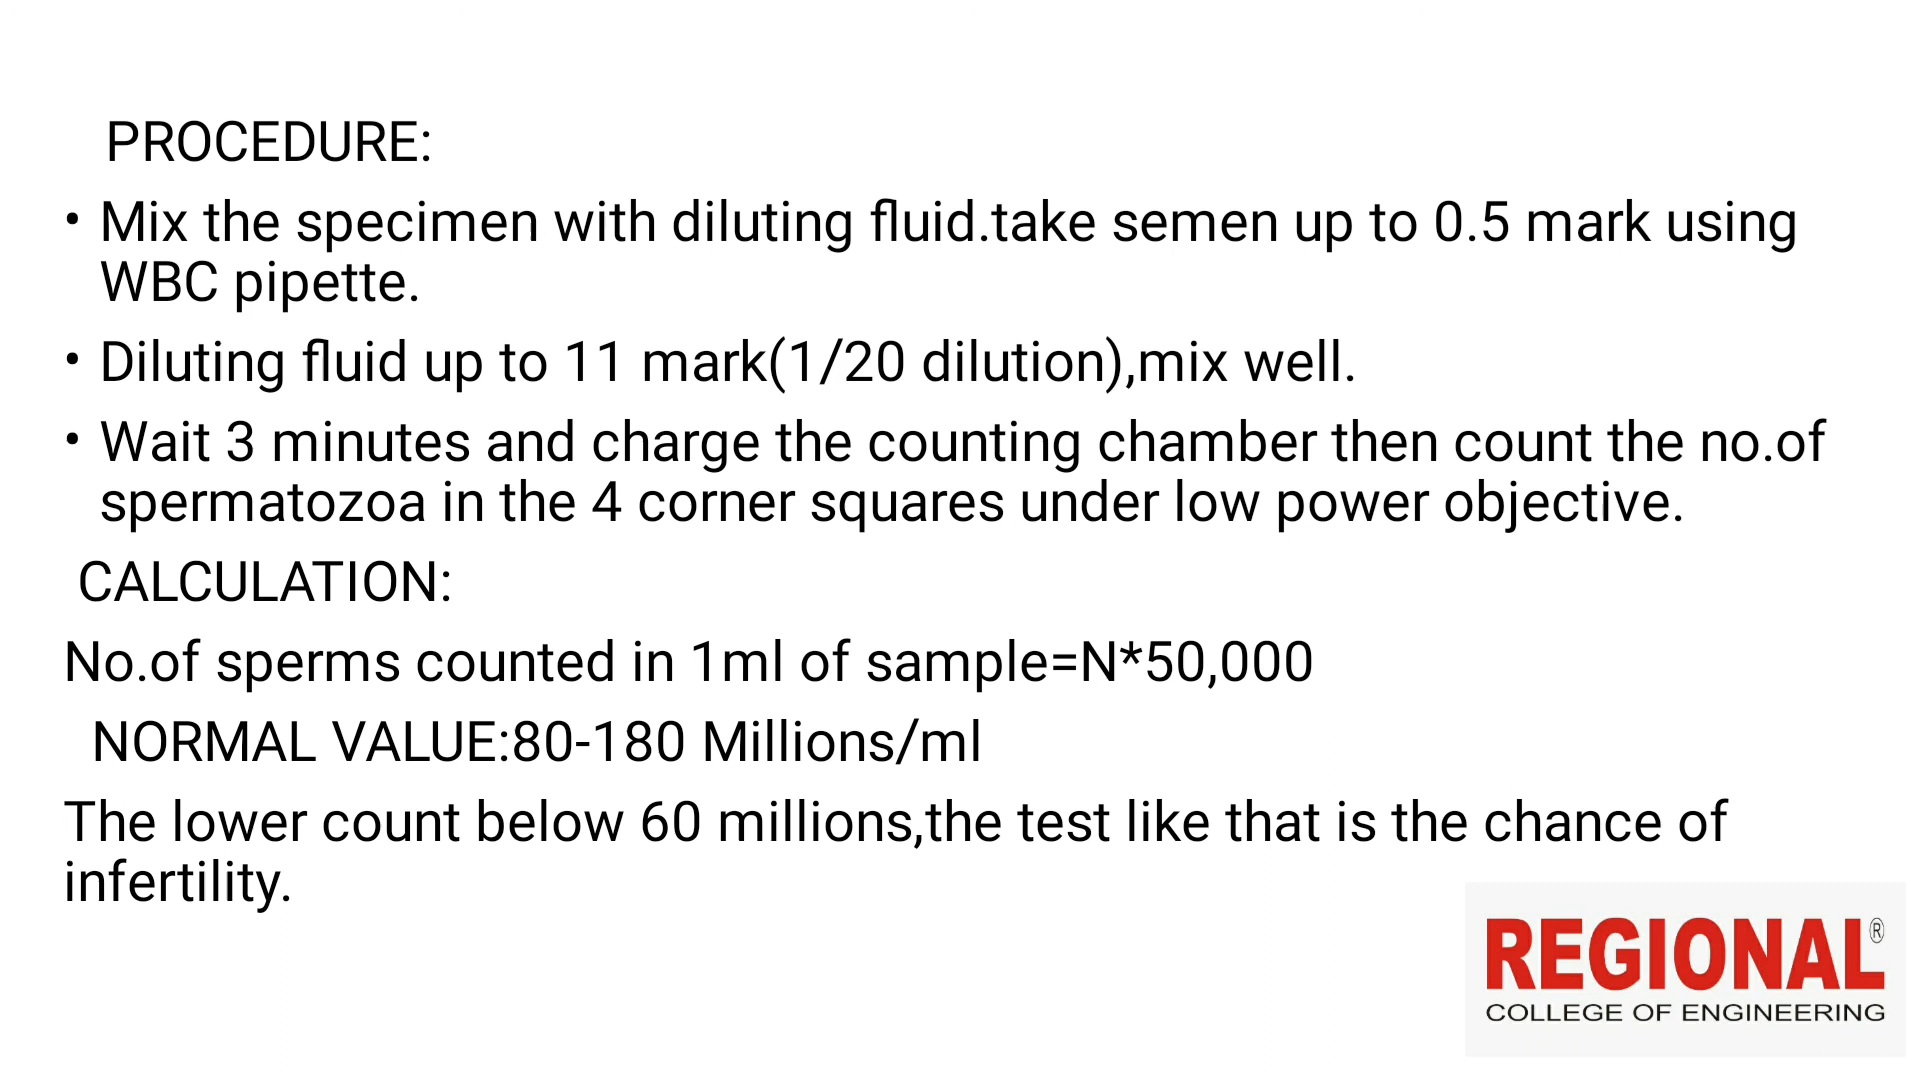 PROCEDURE:
• Mix the specimen with diluting fluid.take semen up to 0.5 mark using
WBC pipette.
• Diluting fluid up to 11 mark(1/20 dilution),mix well.
• Wait 3 minutes and charge the counting chamber then count the no.of
spermatozoa in the 4 corner squares under low power objective.
CALCULATION:
No.of sperms counted in 1ml of sample=N*50,000
NORMAL VALUE:80-180 Millions/ml
The lower count below 60 millions,the test like that is the chance of
infertility.
REGIONAL®
COLLEGE OF ENGINEERING